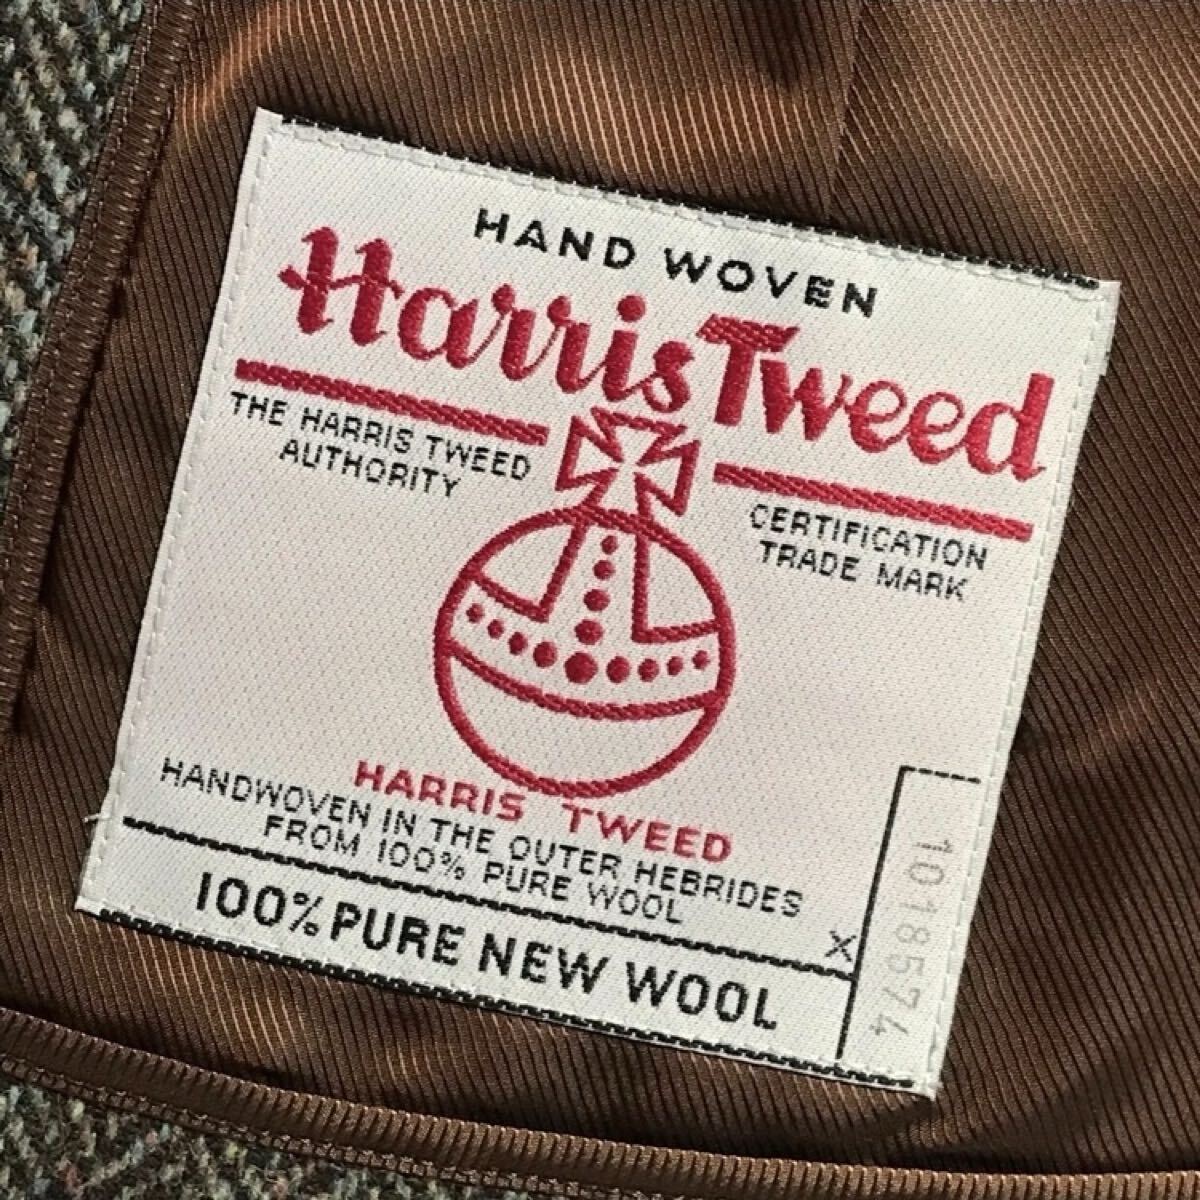 HAND WOVEN
Harris Tweed
THE HARRIS TWEED
AUTHORITY
CERTIFICATION
TRADE MARK
HARRIS TWEED
HANDWOVEN IN THE OUTER HEBRIDES
FROM 100% PURE WOOL
100% PURE NEW WOOL
X
1018574